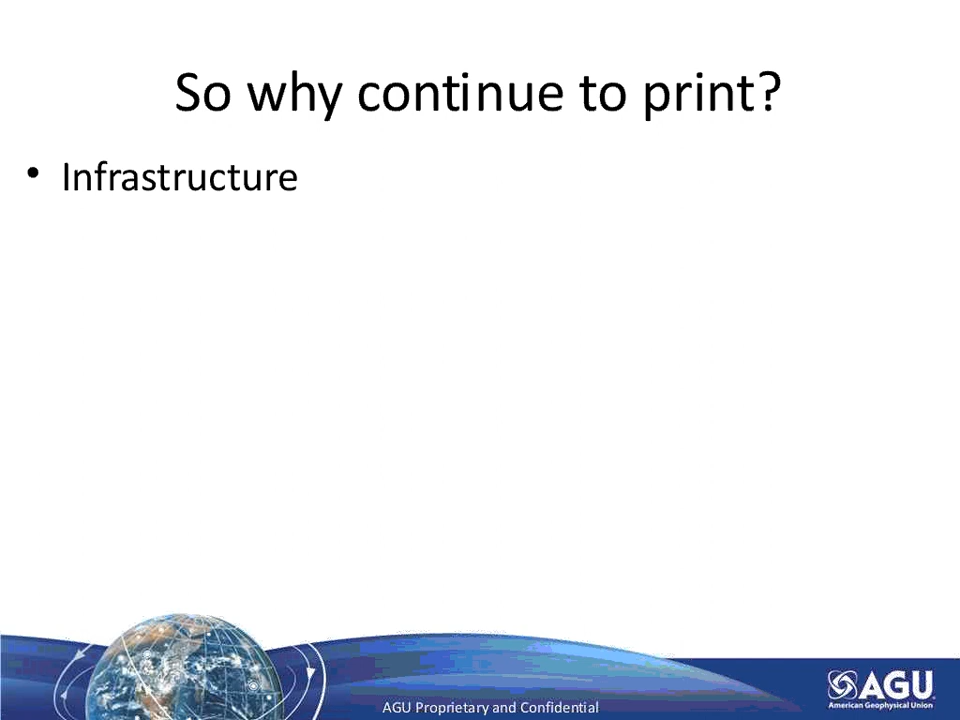 So why continue to print?
• Infrastructure
AGU
American Geophysical Union
AGU Proprietary and Confidential